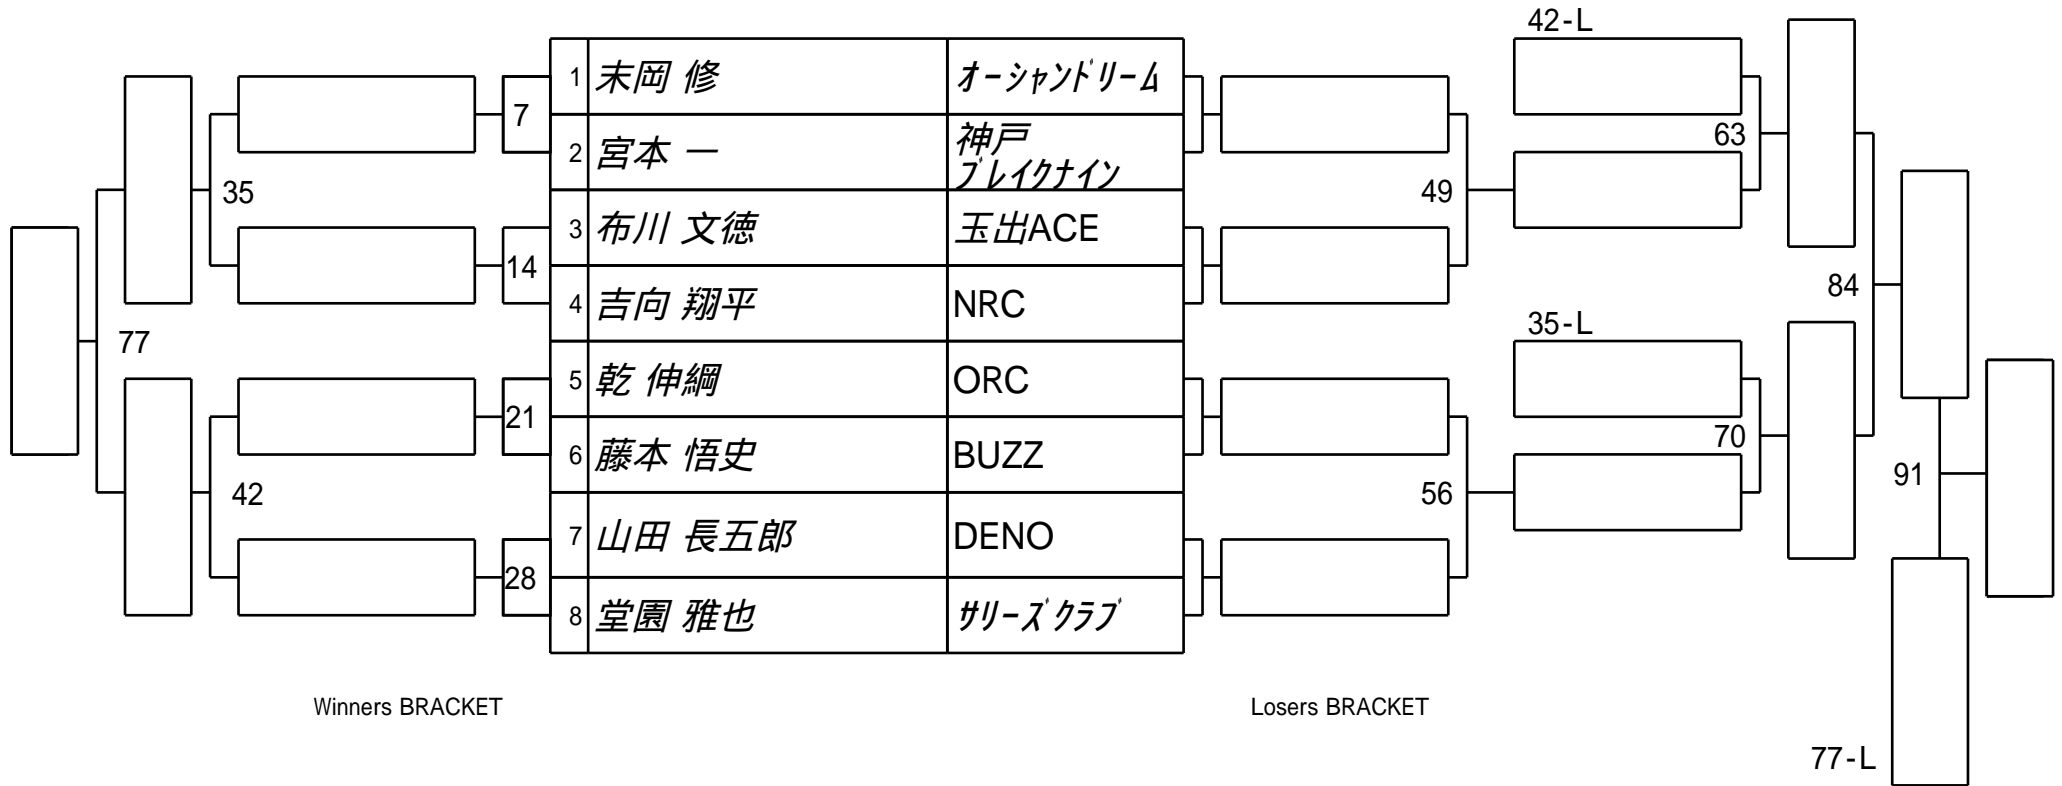 42-L
1 末岡 修 オーシャンドリーム
7
2 宮本 一 神戸
ブレイクナイン
63
35
49
3 布川 文徳 玉出ACE
14
4 吉向 翔平 NRC
84
35-L
77
5 乾 伸綱 ORC
21
70
6 藤本 悟史 BUZZ
91
42
56
7 山田 長五郎 DENO
28
8 堂園 雅也 サリーズクラブ
Winners BRACKET
Losers BRACKET
77-L